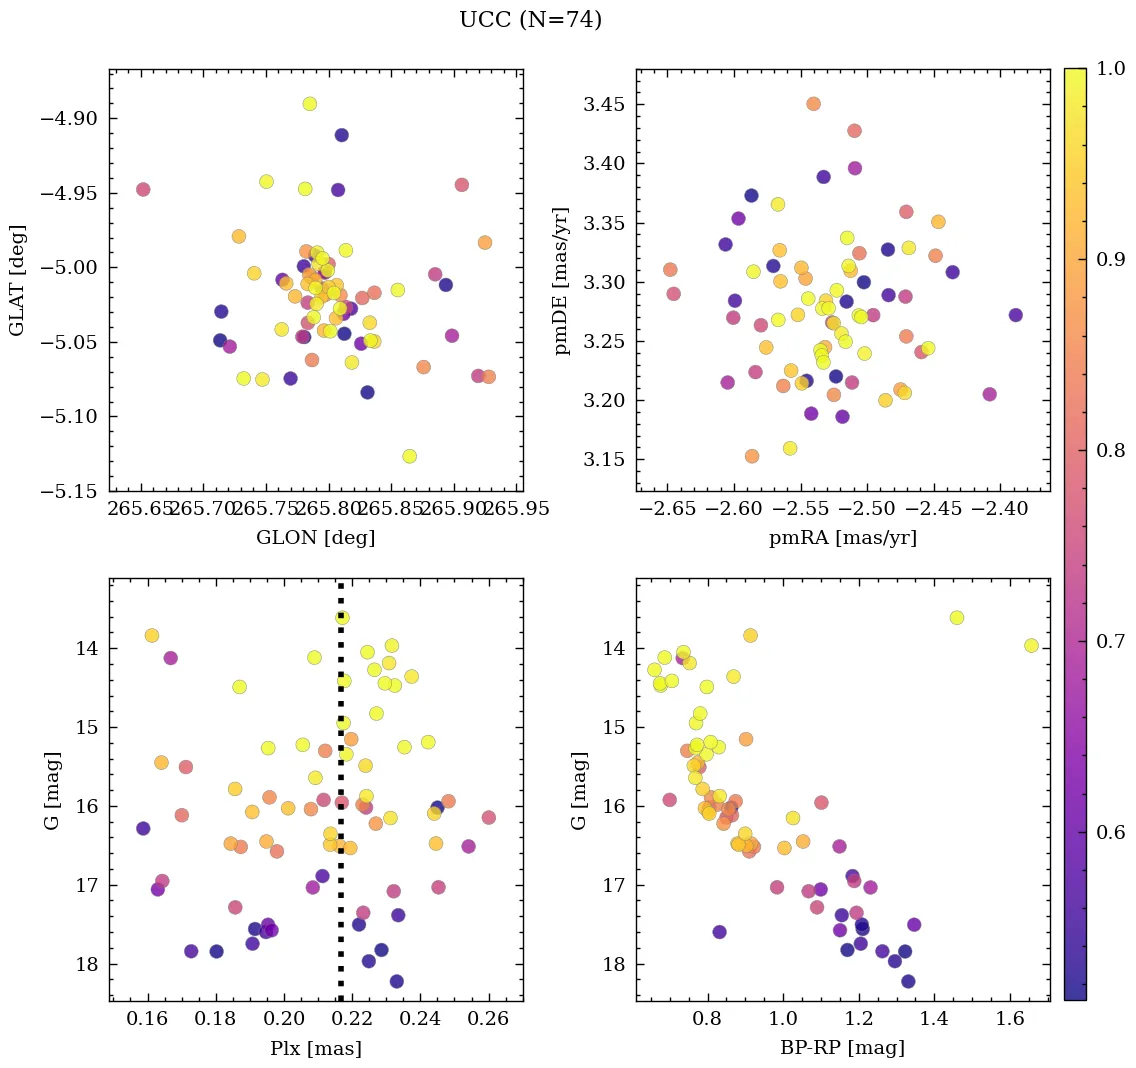 UCC (N=74)
−4.90
−4.95
−5.00
−5.05
−5.10
−5.15
GLAT [deg]
265.65 265.70 265.75 265.80 265.85 265.90 265.95
GLON [deg]
3.45
3.40
3.35
3.30
3.25
3.20
3.15
pmDE [mas/yr]
−2.65 −2.60 −2.55 −2.50 −2.45 −2.40
pmRA [mas/yr]
14
15
16
17
18
G [mag]
0.16 0.18 0.20 0.22 0.24 0.26
Plx [mas]
14
15
16
17
18
G [mag]
0.8 1.0 1.2 1.4 1.6
BP-RP [mag]
1.0
0.9
0.8
0.7
0.6